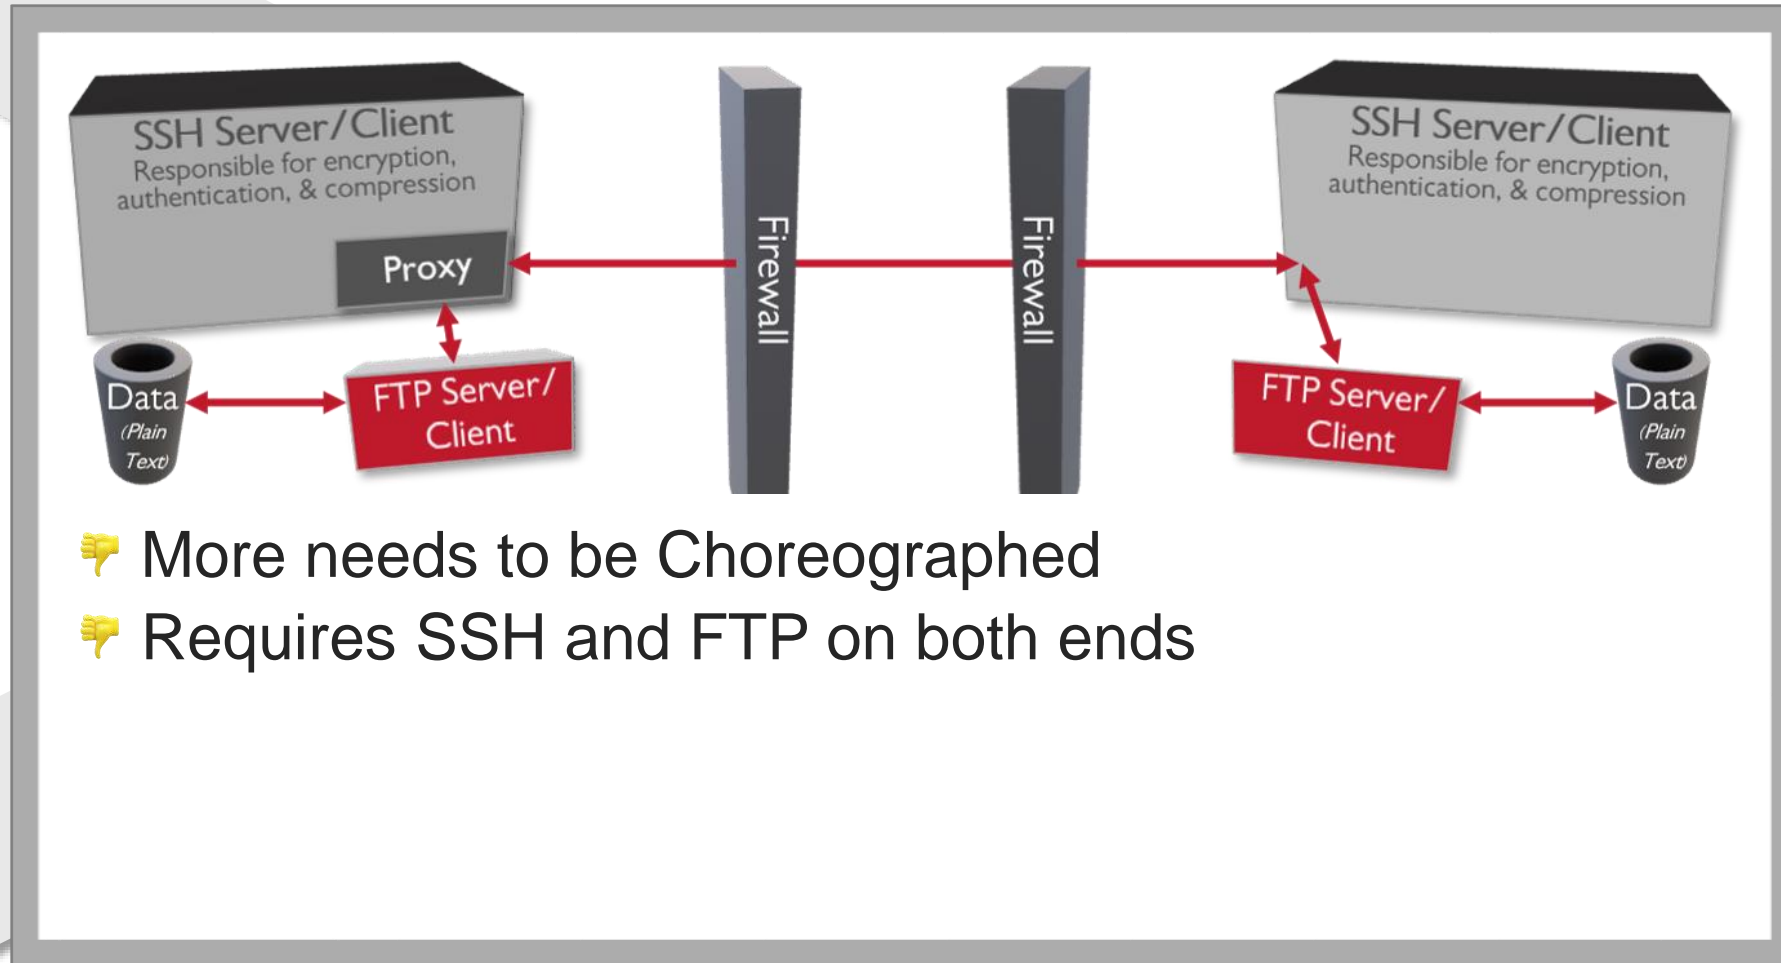 SSH Server/Client
Responsible for encryption,
authentication, & compression
Proxy
FTP Server/
Client
Data
(Plain
Text)
Firewall
Firewall
SSH Server/Client
Responsible for encryption,
authentication, & compression
FTP Server/
Client
Data
(Plain
Text)
More needs to be Choreographed
Requires SSH and FTP on both ends